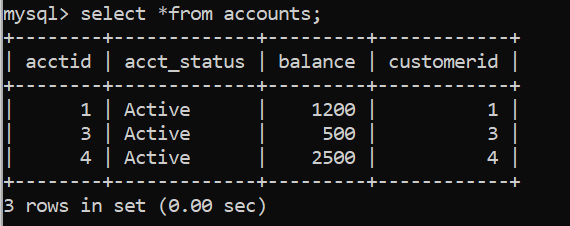 mysql> select *from accounts;
+--------+-------------+---------+------------+
| acctid | acct_status | balance | customerid |
+--------+-------------+---------+------------+
|      1 | Active      |    1200 |          1 |
|      3 | Active      |     500 |          3 |
|      4 | Active      |    2500 |          4 |
+--------+-------------+---------+------------+
3 rows in set (0.00 sec)